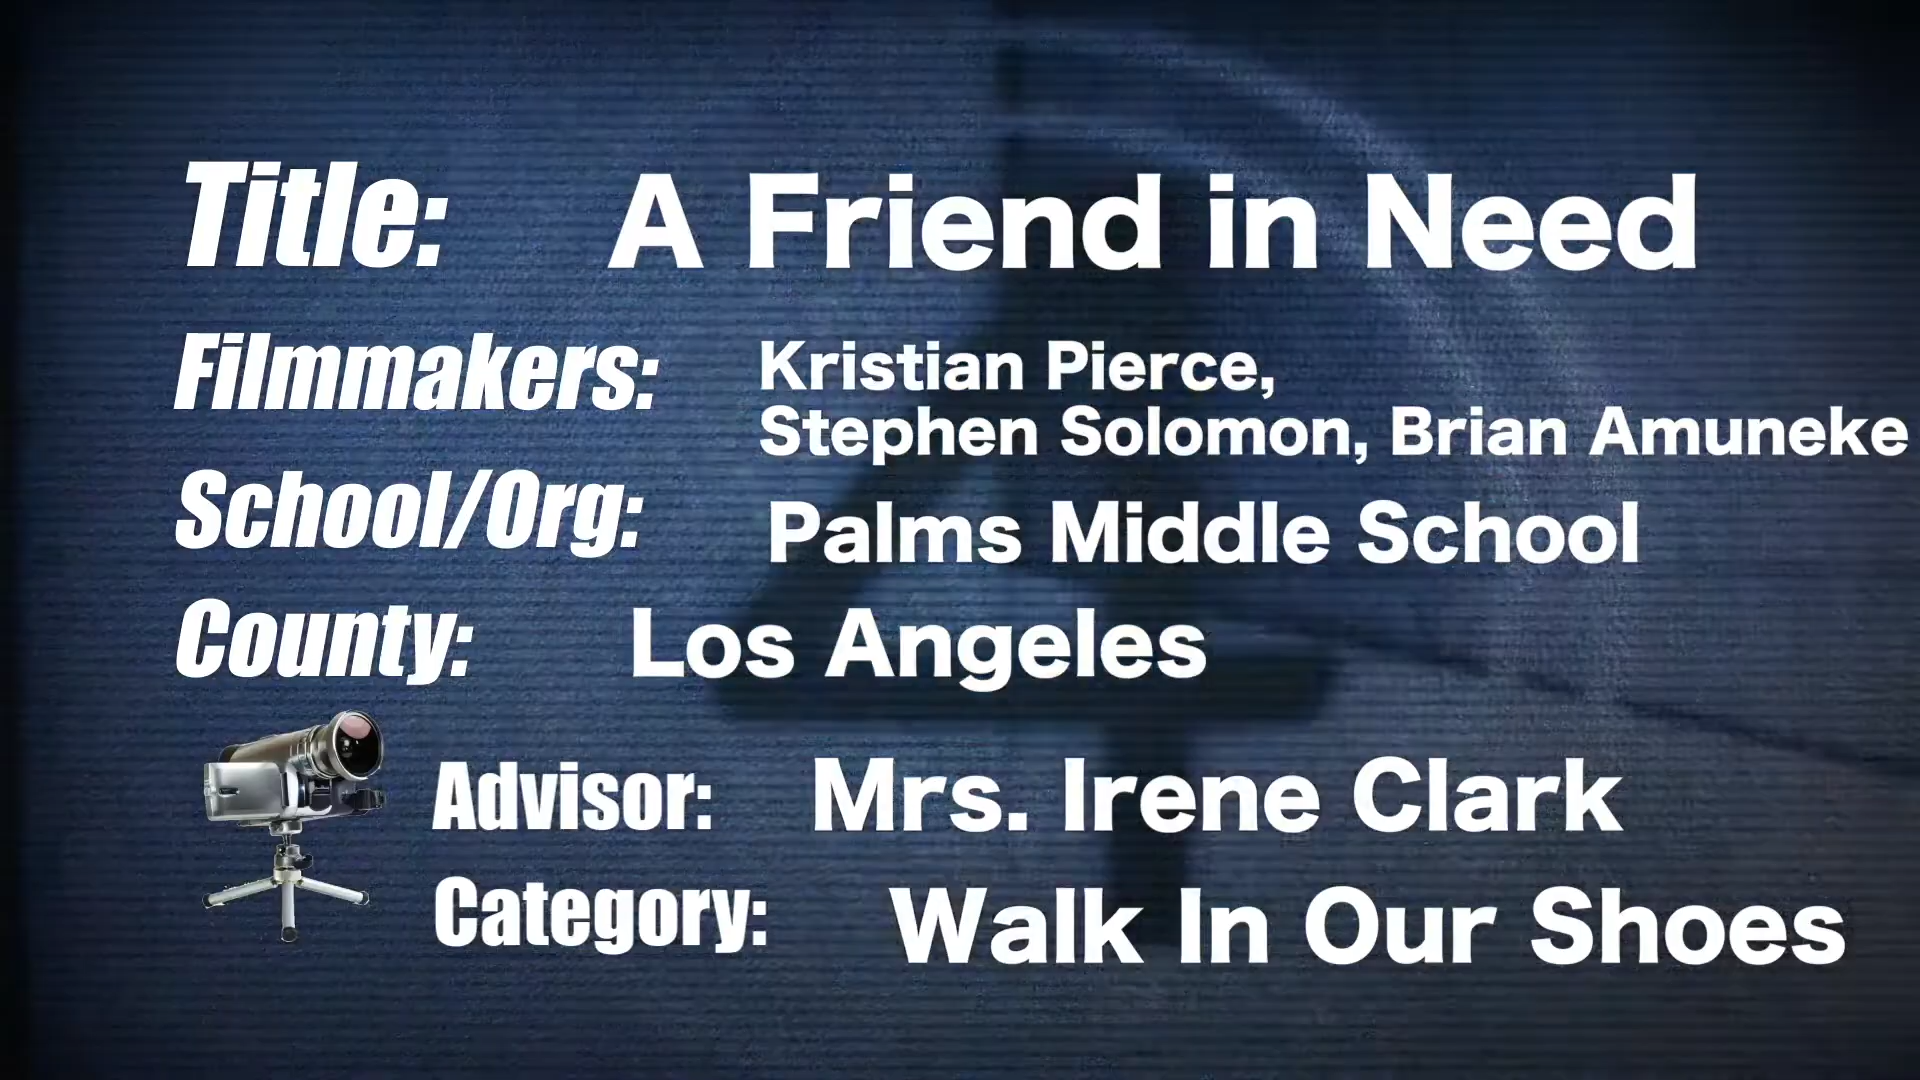 Title: A Friend in Need
Filmmakers: Kristian Pierce,
Stephen Solomon, Brian Amuneke
School/Org: Palms Middle School
County: Los Angeles
Advisor: Mrs. Irene Clark
Category: Walk In Our Shoes